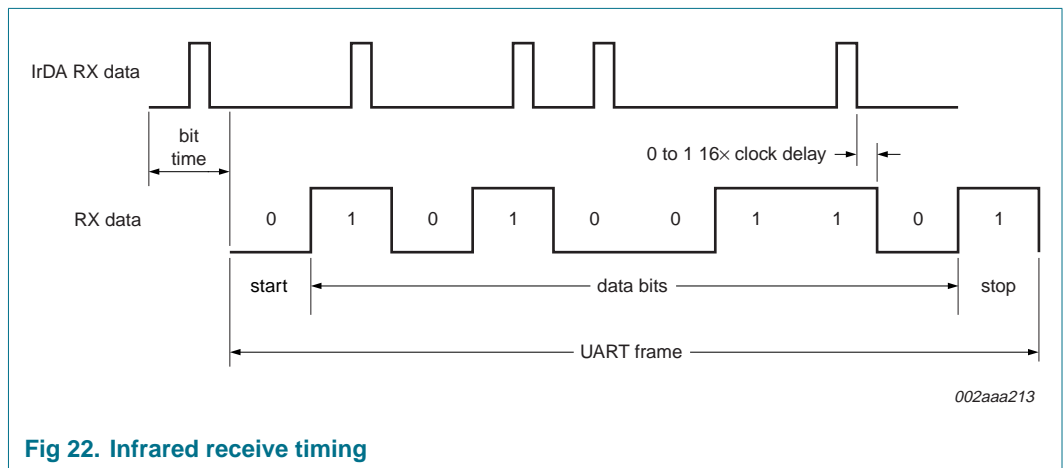 IrDA RX data
bit
time
0 to 1 16× clock delay
RX data
0 1 0 1 0 0 1 1 0 1
start data bits stop
UART frame
002aaa213
Fig 22. Infrared receive timing